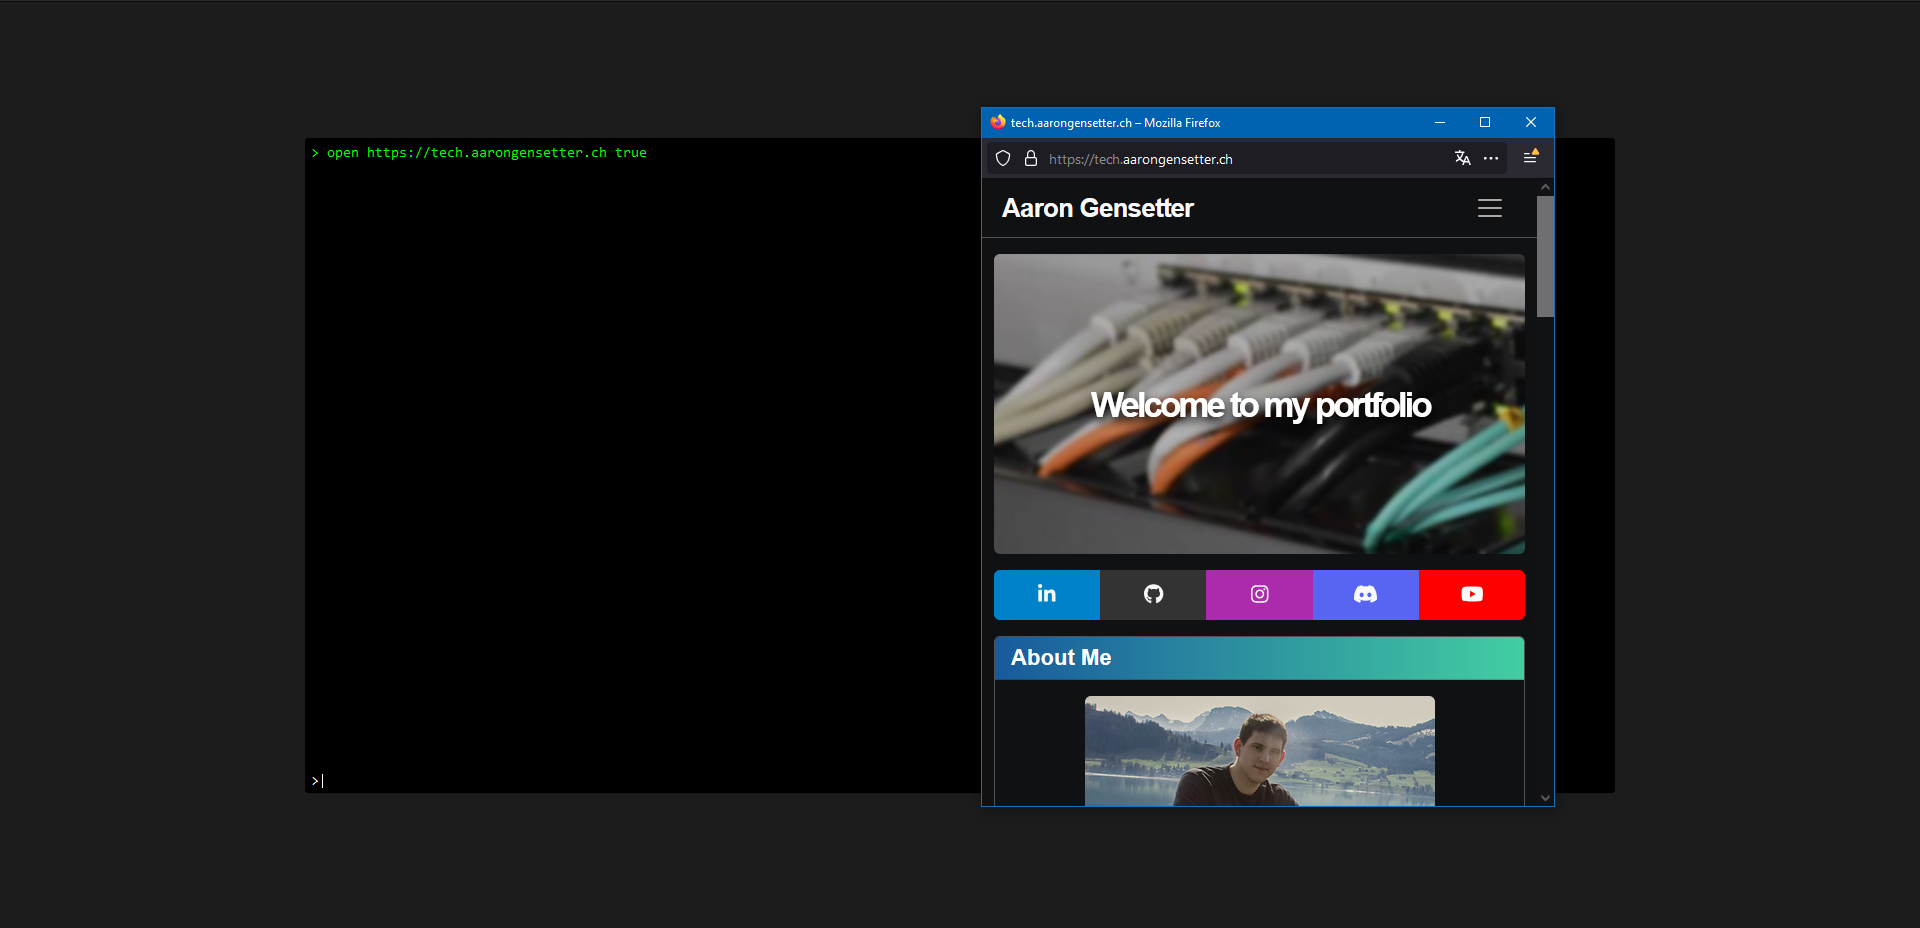 > open https://tech.aarongensetter.ch true
>
tech.aarongensetter.ch – Mozilla Firefox
https://tech.aarongensetter.ch
Aaron Gensetter
Welcome to my portfolio
in
About Me